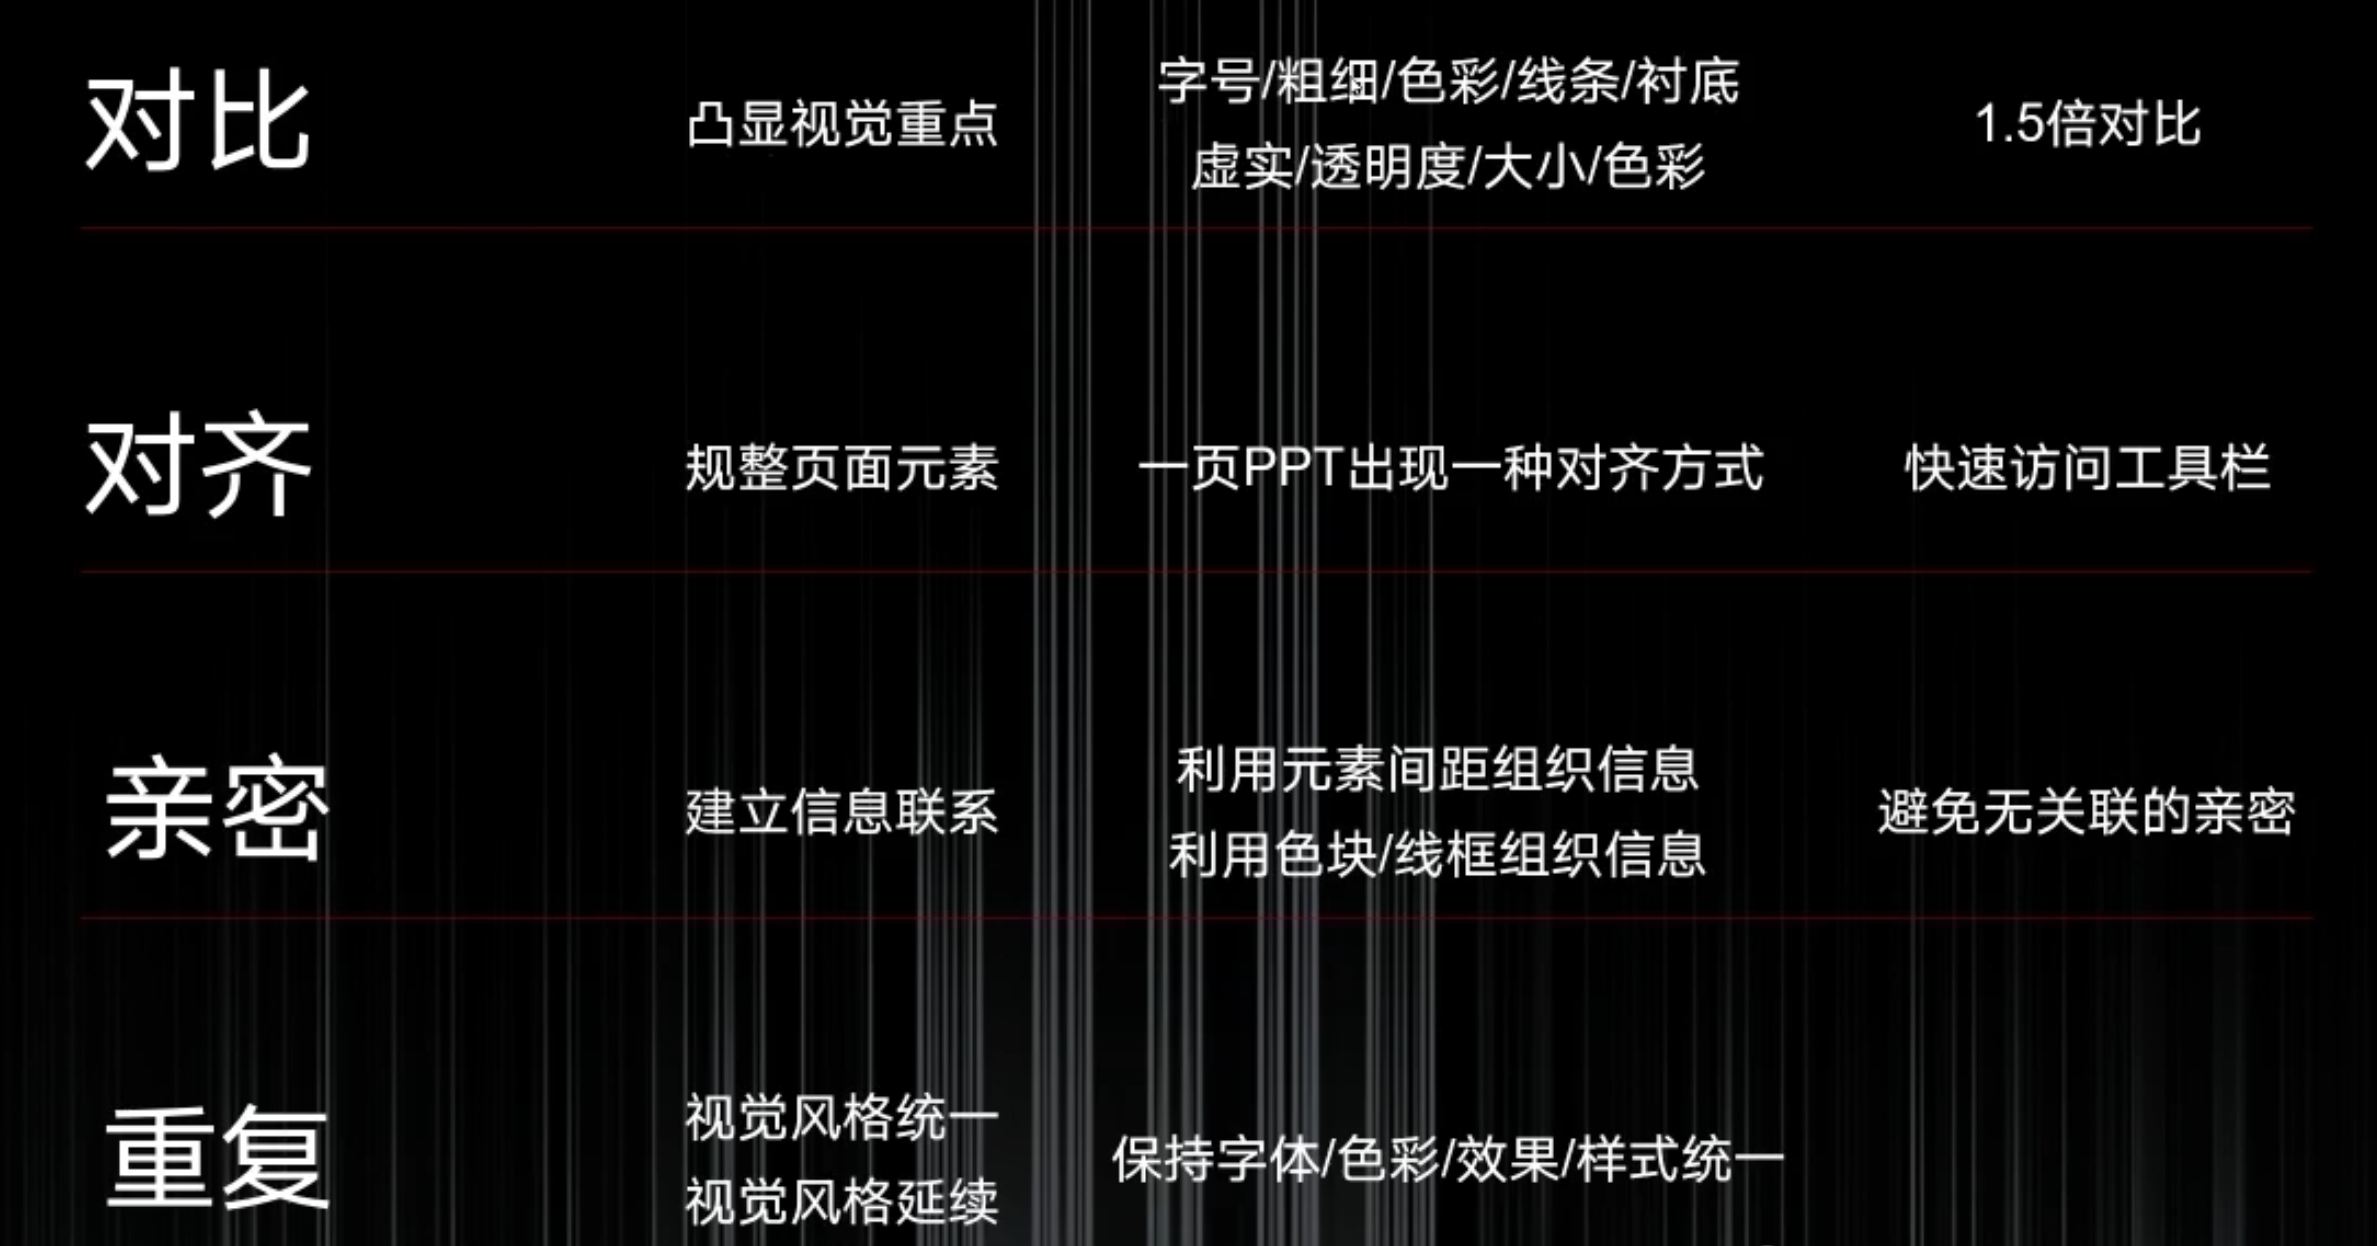 对比
凸显视觉重点
字号/粗细/色彩/线条/衬底
虚实/透明度/大小/色彩
1.5倍对比
对齐
规整页面元素
一页PPT出现一种对齐方式
快速访问工具栏
亲密
建立信息联系
利用元素间距组织信息
利用色块/线框组织信息
避免无关联的亲密
重复
视觉风格统一
视觉风格延续
保持字体/色彩/效果/样式统一